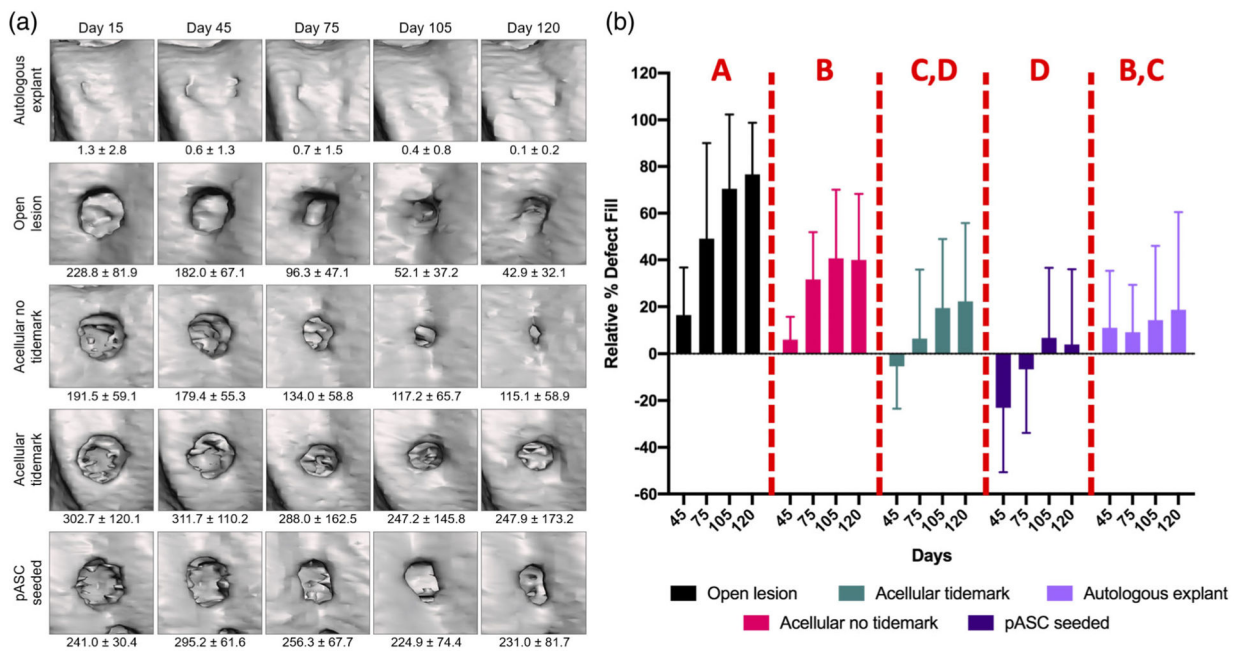 (a)
Day 15 Day 45 Day 75 Day 105 Day 120
Autologous
explant
1.3 ± 2.8 0.6 ± 1.3 0.7 ± 1.5 0.4 ± 0.8 0.1 ± 0.2
Open
lesion
228.8 ± 81.9 182.0 ± 67.1 96.3 ± 47.1 52.1 ± 37.2 42.9 ± 32.1
Acellular no
tidemark
191.5 ± 59.1 179.4 ± 55.3 134.0 ± 58.8 117.2 ± 65.7 115.1 ± 58.9
Acellular
tidemark
302.7 ± 120.1 311.7 ± 110.2 288.0 ± 162.5 247.2 ± 145.8 247.9 ± 173.2
pASC
seeded
241.0 ± 30.4 295.2 ± 61.6 256.3 ± 67.7 224.9 ± 74.4 231.0 ± 81.7
(b)
A B C,D D B,C
Relative % Defect Fill
120
100
80
60
40
20
0
-20
-40
-60
45 75 105 120 45 75 105 120 45 75 105 120 45 75 105 120 45 75 105 120
Days
Open lesion Acellular tidemark Autologous explant
Acellular no tidemark pASC seeded